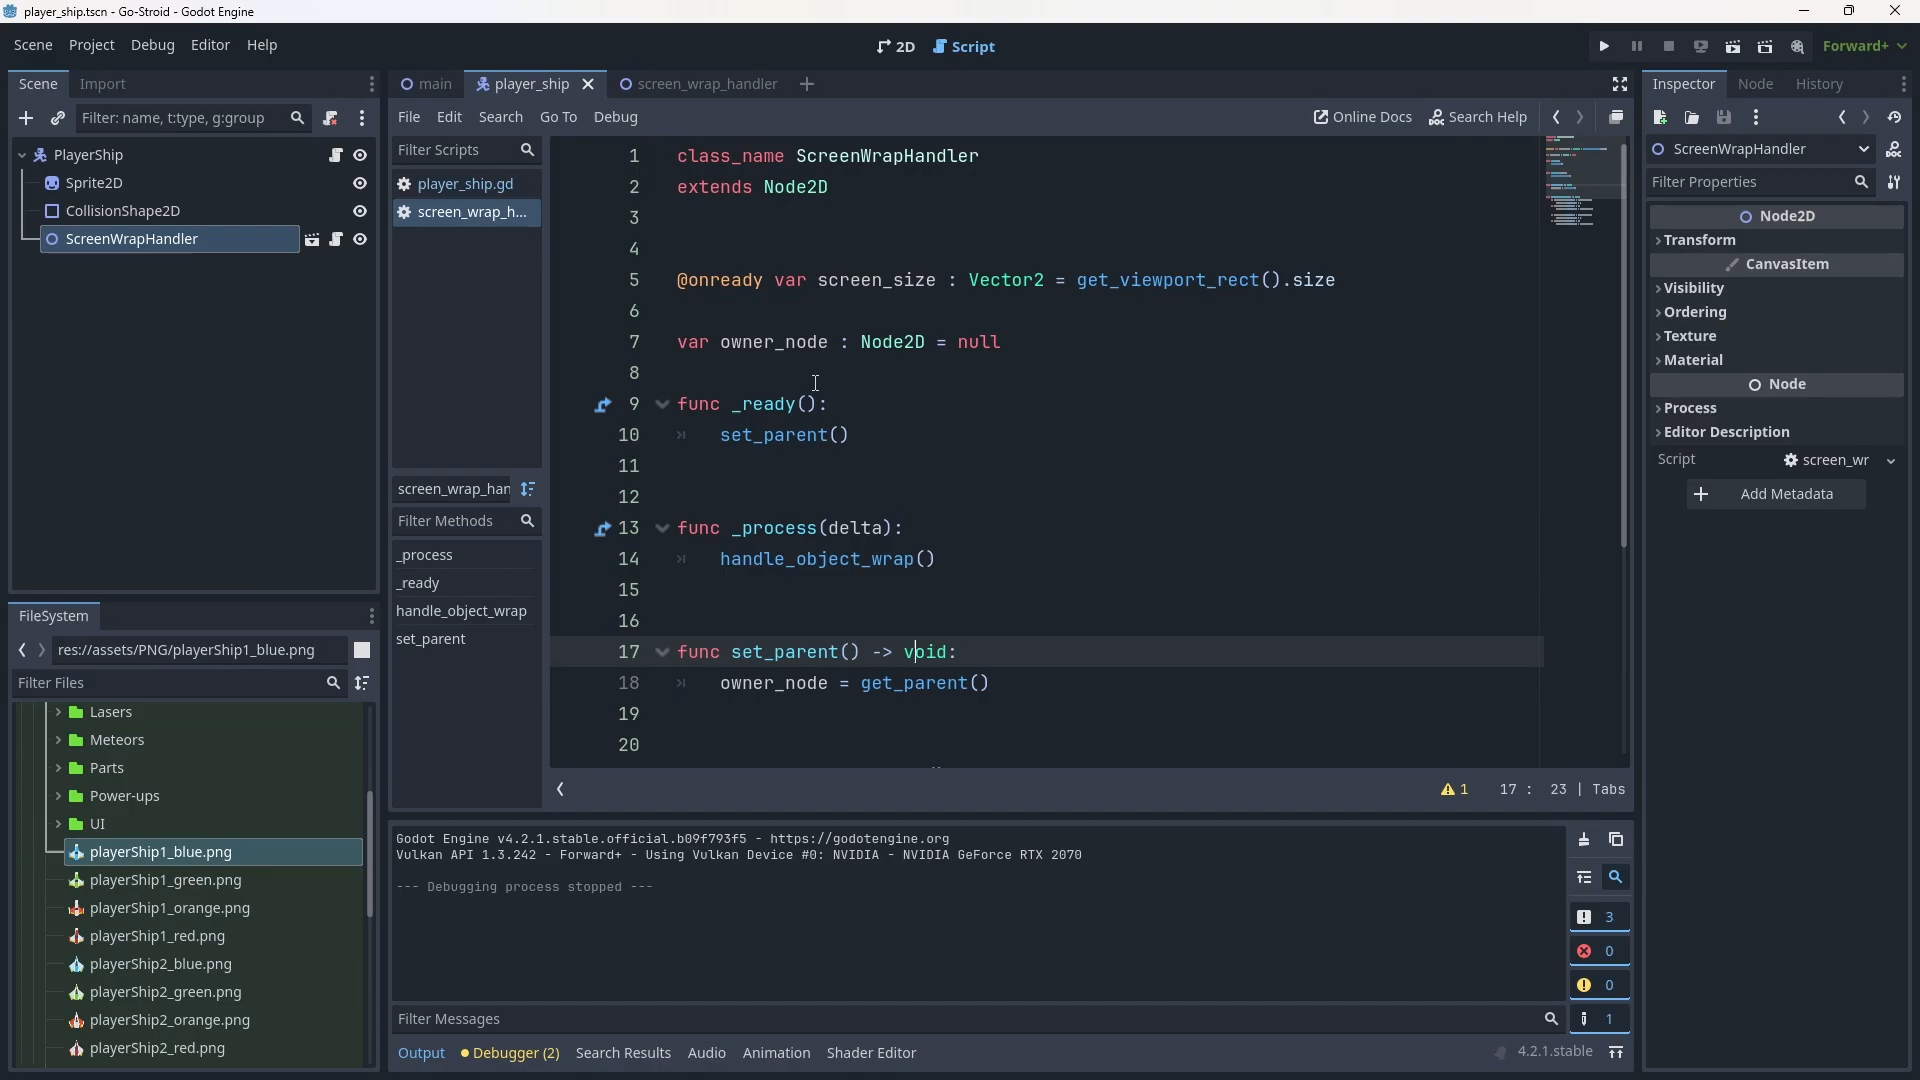 player_ship.tscn - Go-Stroid - Godot Engine
Scene Project Debug Editor Help
2D Script
Forward+
Scene Import
Filter: name, t:type, g:group
PlayerShip
Sprite2D
CollisionShape2D
ScreenWrapHandler
FileSystem
res://assets/PNG/playerShip1_blue.png
Filter Files
Lasers
Meteors
Parts
Power-ups
UI
playerShip1_blue.png
playerShip1_green.png
playerShip1_orange.png
playerShip1_red.png
playerShip2_blue.png
playerShip2_green.png
playerShip2_orange.png
playerShip2_red.png
main player_ship screen_wrap_handler
File Edit Search Go To Debug
Online Docs Search Help
Filter Scripts
player_ship.gd
screen_wrap_h...
screen_wrap_han
Filter Methods
_process
_ready
handle_object_wrap
set_parent
1 class_name ScreenWrapHandler
2 extends Node2D
3
4
5 @onready var screen_size : Vector2 = get_viewport_rect().size
6
7 var owner_node : Node2D = null
8
9 func _ready():
10 set_parent()
11
12
13 func _process(delta):
14 handle_object_wrap()
15
16
17 func set_parent() -> void:
18 owner_node = get_parent()
19
20
1 17 : 23 | Tabs
Godot Engine v4.2.1.stable.official.b09f793f5 - https://godotengine.org
Vulkan API 1.3.242 - Forward+ - Using Vulkan Device #0: NVIDIA - NVIDIA GeForce RTX 2070
--- Debugging process stopped ---
3
0
0
1
Filter Messages
Output Debugger (2) Search Results Audio Animation Shader Editor
4.2.1.stable
Inspector Node History
ScreenWrapHandler
Filter Properties
Node2D
Transform
CanvasItem
Visibility
Ordering
Texture
Material
Node
Process
Editor Description
Script screen_wr
Add Metadata